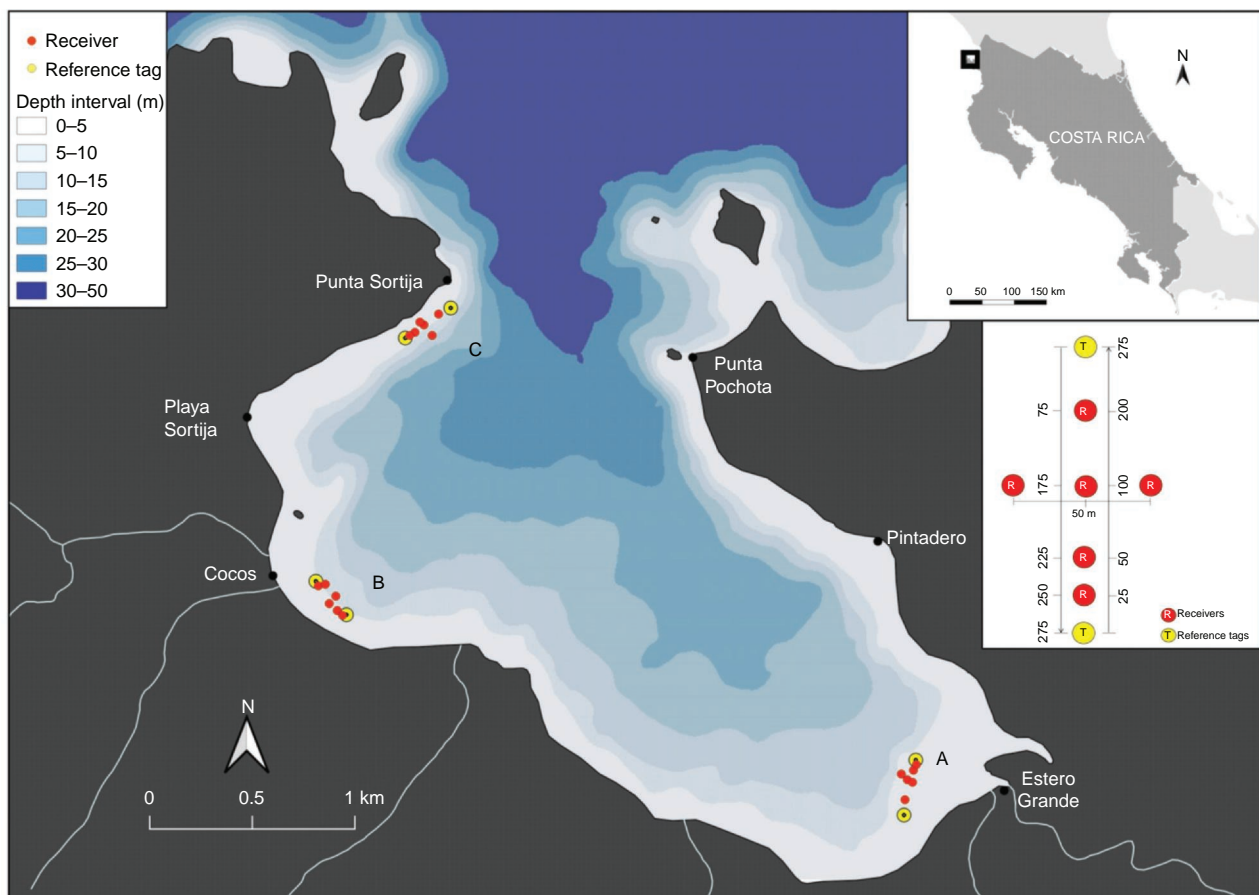 Receiver
Reference tag
Depth interval (m)
0–5
5–10
10–15
15–20
20–25
25–30
30–50
N
COSTA RICA
0 50 100 150 km
Punta Sortija
C
Punta
Pochota
Playa
Sortija
Pintadero
Cocos
B
A
Estero
Grande
N
0 0.5 1 km
T
275
75
R
200
R
175
R
100
R
50 m
225
R
50
250
R
25
275
T
R Receivers
T Reference tags